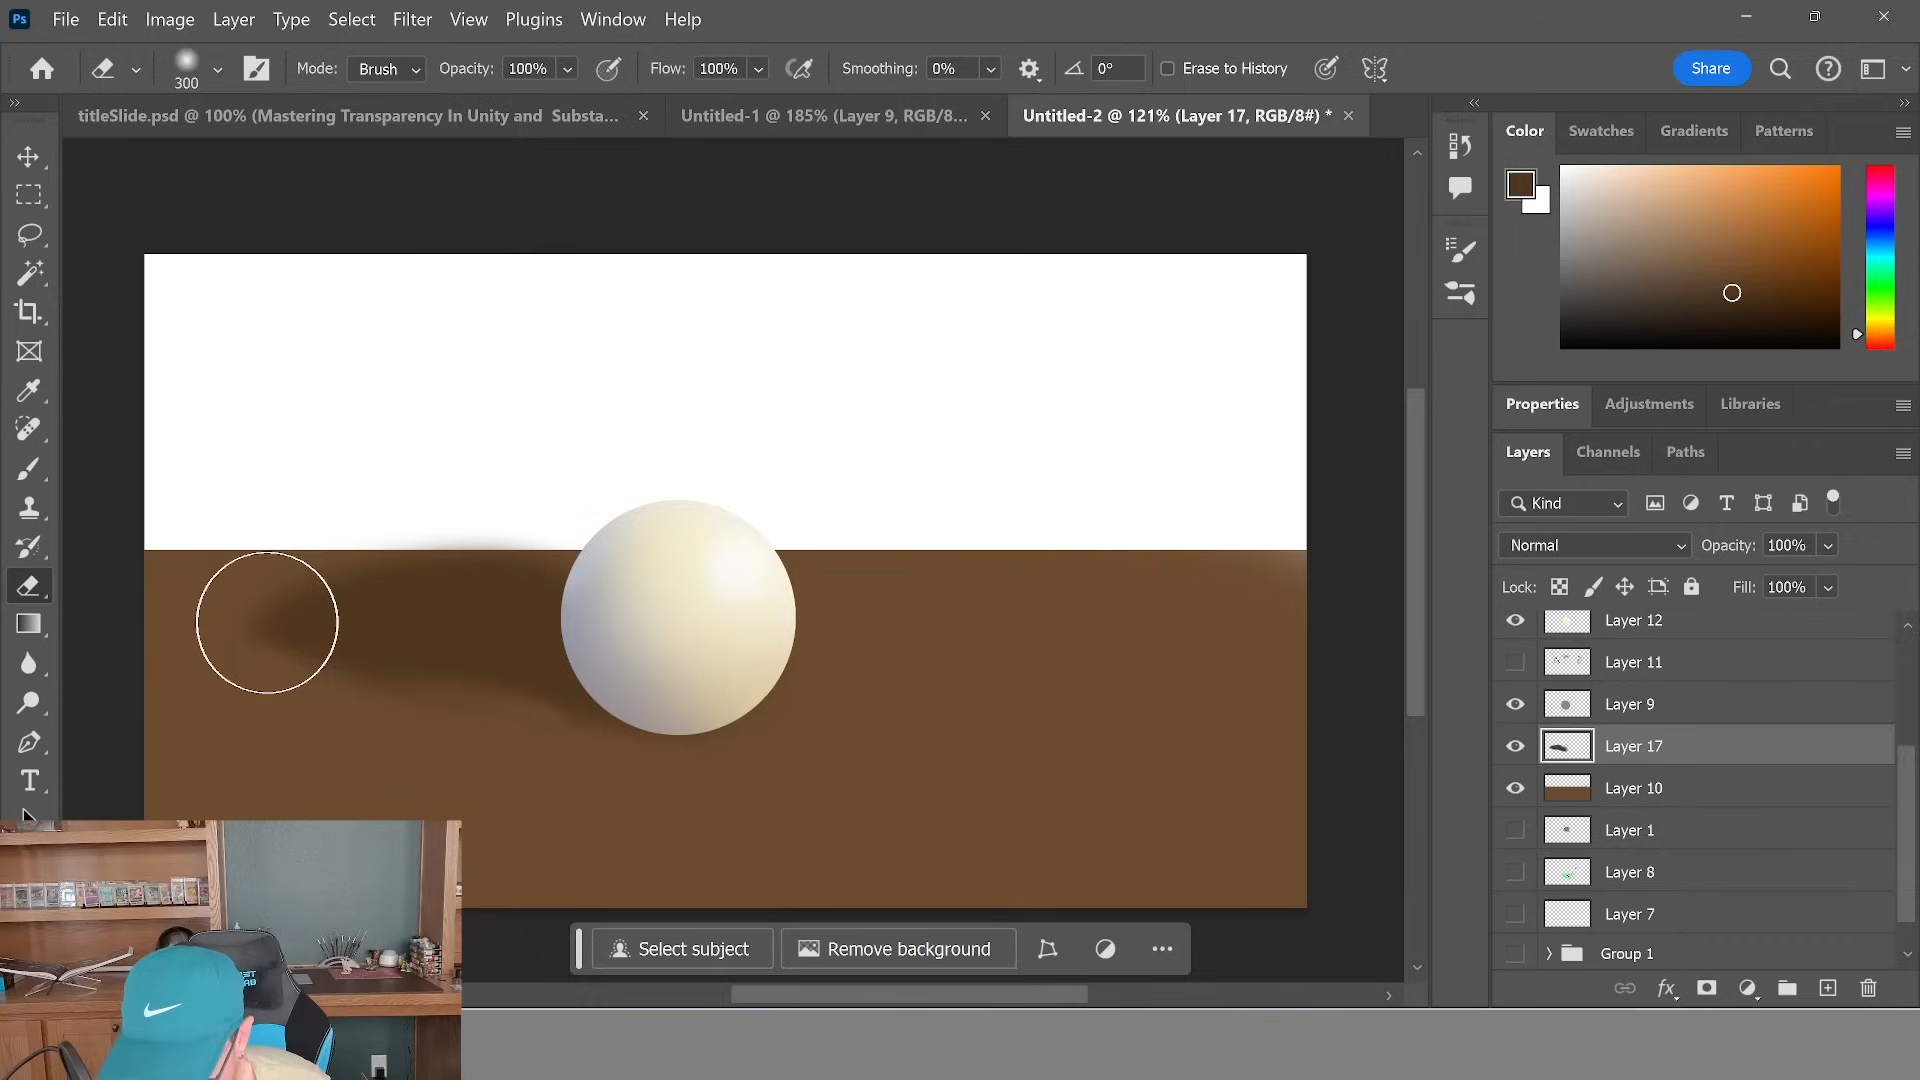 Ps File Edit Image Layer Type Select Filter View Plugins Window Help
300 Mode: Brush Opacity: 100% Flow: 100% Smoothing: 0% 0° Erase to History Share
titleSlide.psd @ 100% (Mastering Transparency In Unity and Substa... Untitled-1 @ 185% (Layer 9, RGB/8... Untitled-2 @ 121% (Layer 17, RGB/8#) *
Color Swatches Gradients Patterns
Properties Adjustments Libraries
Layers Channels Paths
Kind
Normal Opacity: 100%
Lock: Fill: 100%
Layer 12
Layer 11
Layer 9
Layer 17
Layer 10
Layer 1
Layer 8
Layer 7
Group 1
T
Select subject Remove background
fx